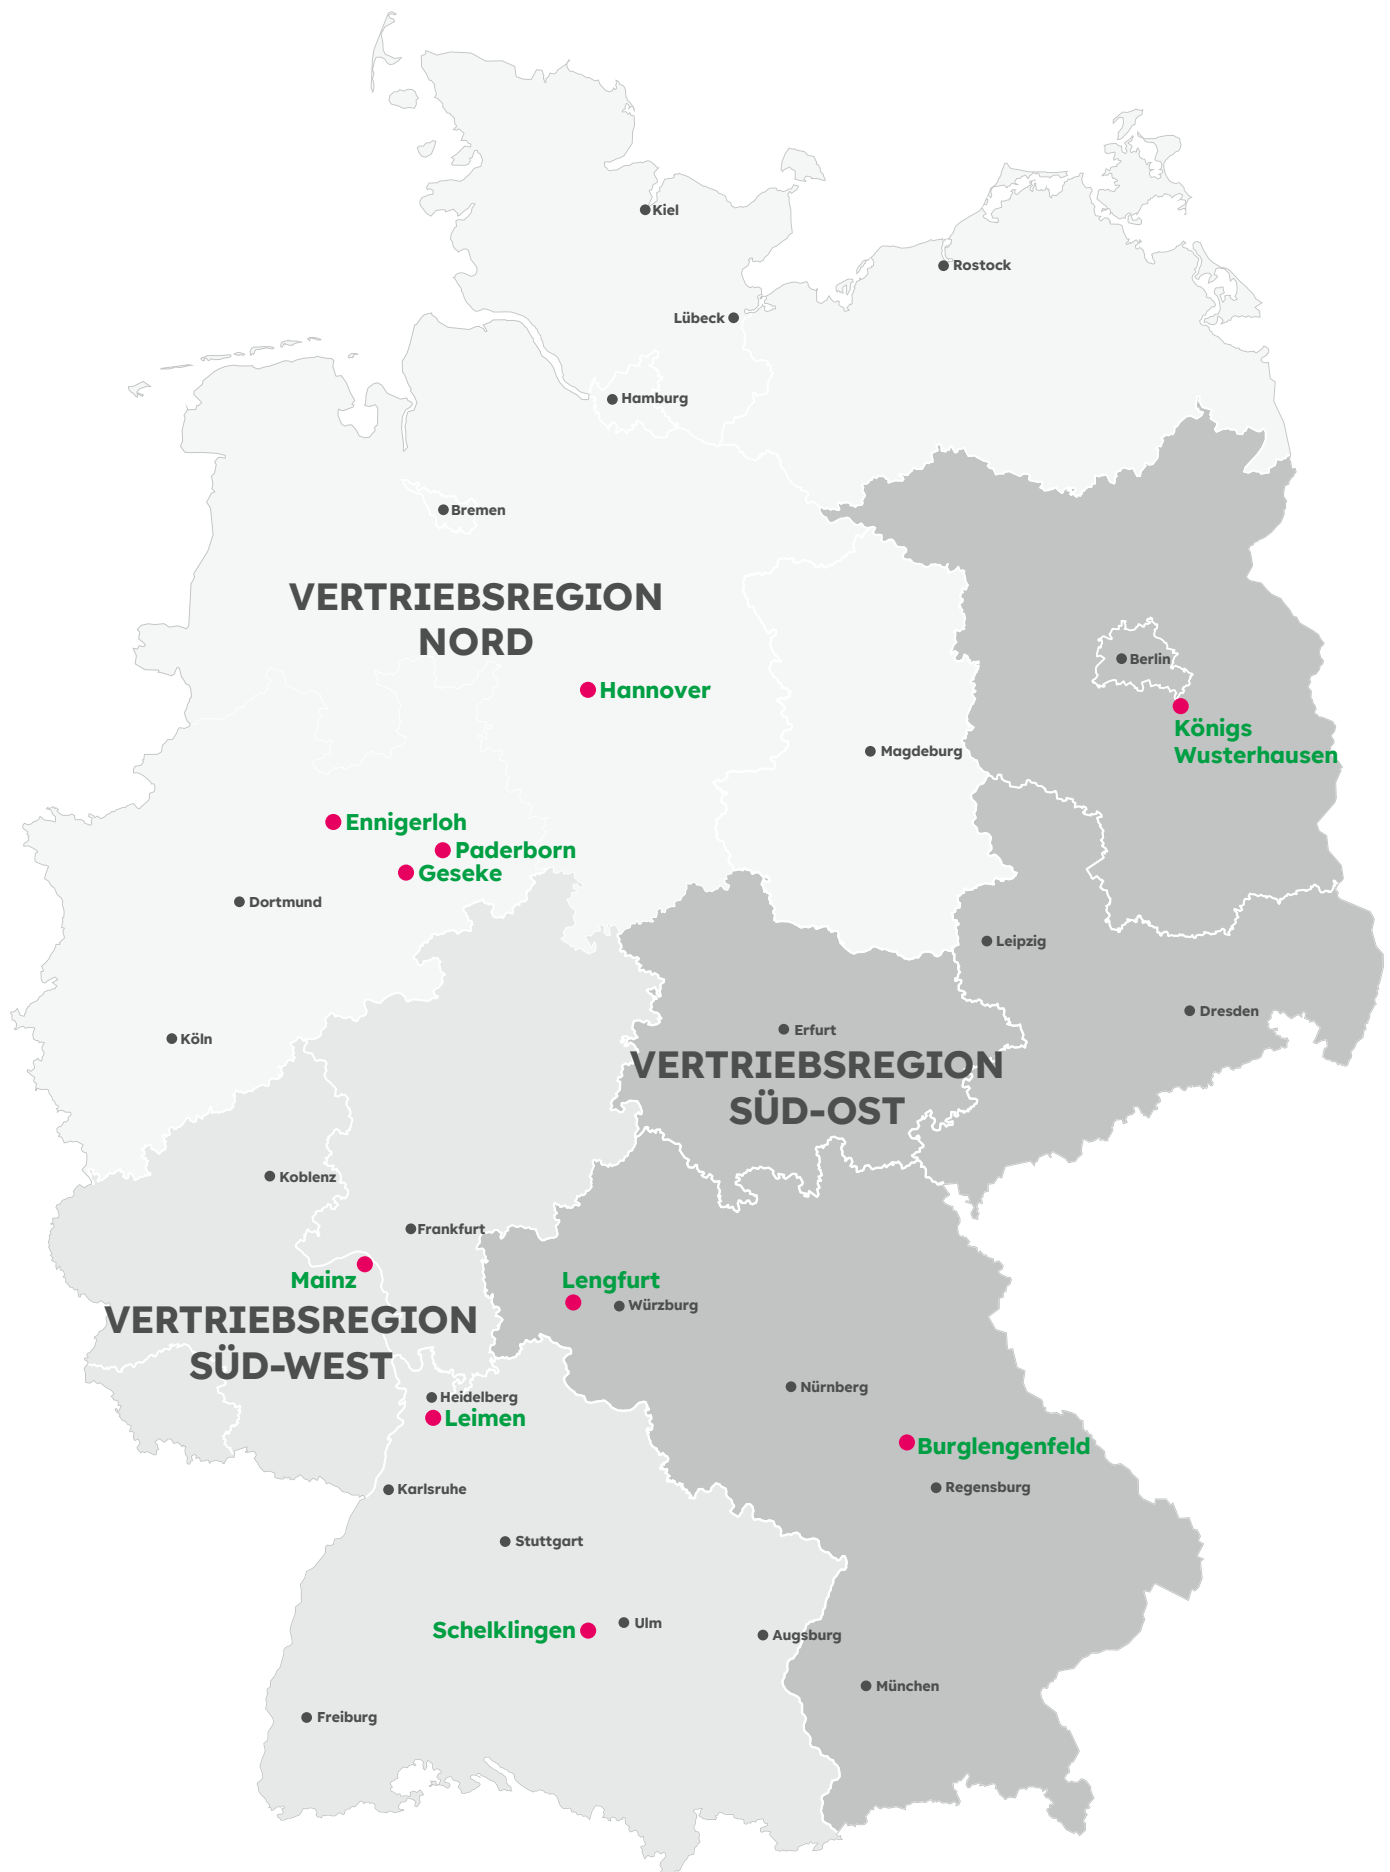 Kiel
Rostock
Lübeck
Hamburg
Bremen
VERTRIEBSREGION
NORD
Berlin
Hannover
Königs
Wusterhausen
Magdeburg
Ennigerloh
Paderborn
Geseke
Dortmund
Leipzig
Dresden
Erfurt
Köln
VERTRIEBSREGION
SÜD-OST
Koblenz
Frankfurt
Mainz
Lengfurt
Würzburg
VERTRIEBSREGION
SÜD-WEST
Nürnberg
Heidelberg
Leimen
Burglengenfeld
Regensburg
Karlsruhe
Stuttgart
Ulm
Schelklingen
Augsburg
München
Freiburg